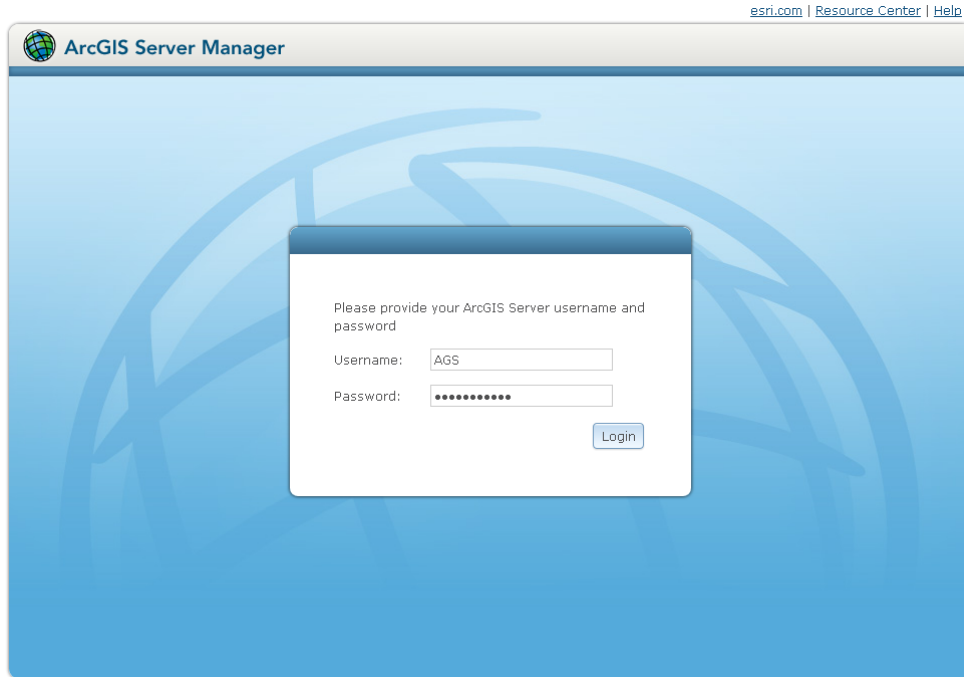 esri.com | Resource Center | Help
ArcGIS Server Manager
Please provide your ArcGIS Server username and
password
Username: AGS
Password: •••••••••••
Login